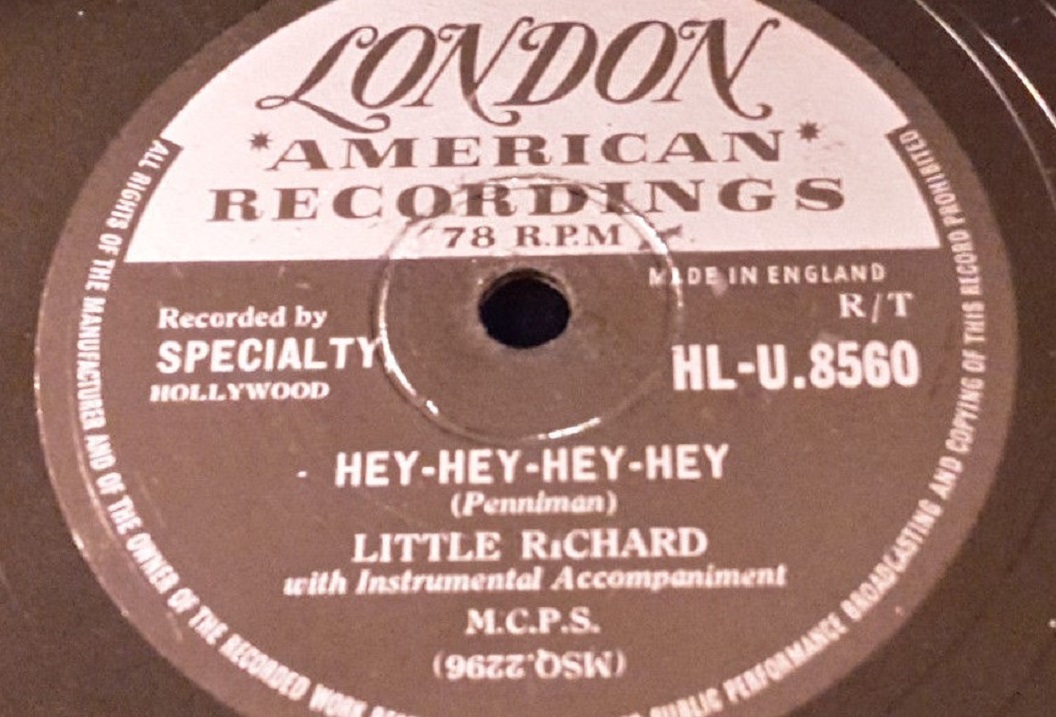 LONDON
*AMERICAN*
RECORDINGS
78 R.P.M
MADE IN ENGLAND
R/T
Recorded by
SPECIALTY
HOLLYWOOD
HL-U.8560
HEY-HEY-HEY-HEY
(Penniman)
LITTLE RiCHARD
with Instrumental Accompaniment
M.C.P.S.
(MSQ.2296)
ALL RIGHTS OF THE MANUFACTURER AND OF THE OWNER OF THE RECORDED WORK
PUBLIC PERFORMANCE BROADCASTING AND COPYING OF THIS RECORD PROHIBITED